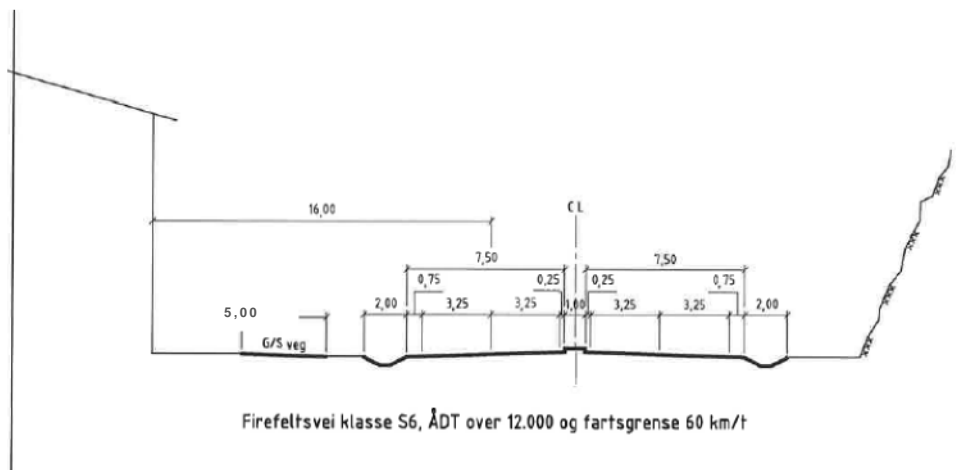 16,00
C L
7,50 7,50
0,75 0,25 0,25 0,75
2,00 3,25 3,25 1,00 3,25 3,25 2,00
5,00
G/S veg
Firefeltsvei klasse S6, ÅDT over 12.000 og fartsgrense 60 km/t